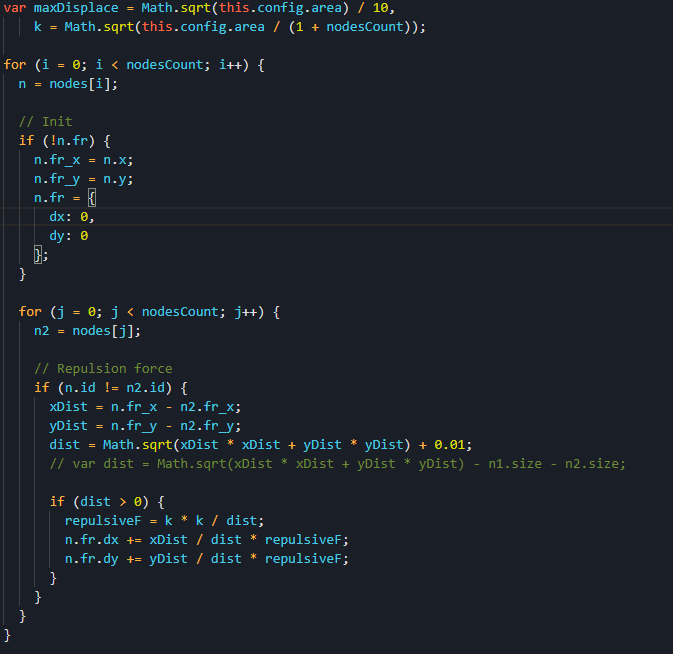 var maxDisplace = Math.sqrt(this.config.area) / 10,
k = Math.sqrt(this.config.area / (1 + nodesCount));
for (i = 0; i < nodesCount; i++) {
n = nodes[i];
// Init
if (!n.fr) {
n.fr_x = n.x;
n.fr_y = n.y;
n.fr = {
dx: 0,
dy: 0
};
}
for (j = 0; j < nodesCount; j++) {
n2 = nodes[j];
// Repulsion force
if (n.id != n2.id) {
xDist = n.fr_x - n2.fr_x;
yDist = n.fr_y - n2.fr_y;
dist = Math.sqrt(xDist * xDist + yDist * yDist) + 0.01;
// var dist = Math.sqrt(xDist * xDist + yDist * yDist) - n1.size - n2.size;
if (dist > 0) {
repulsiveF = k * k / dist;
n.fr.dx += xDist / dist * repulsiveF;
n.fr.dy += yDist / dist * repulsiveF;
}
}
}
}